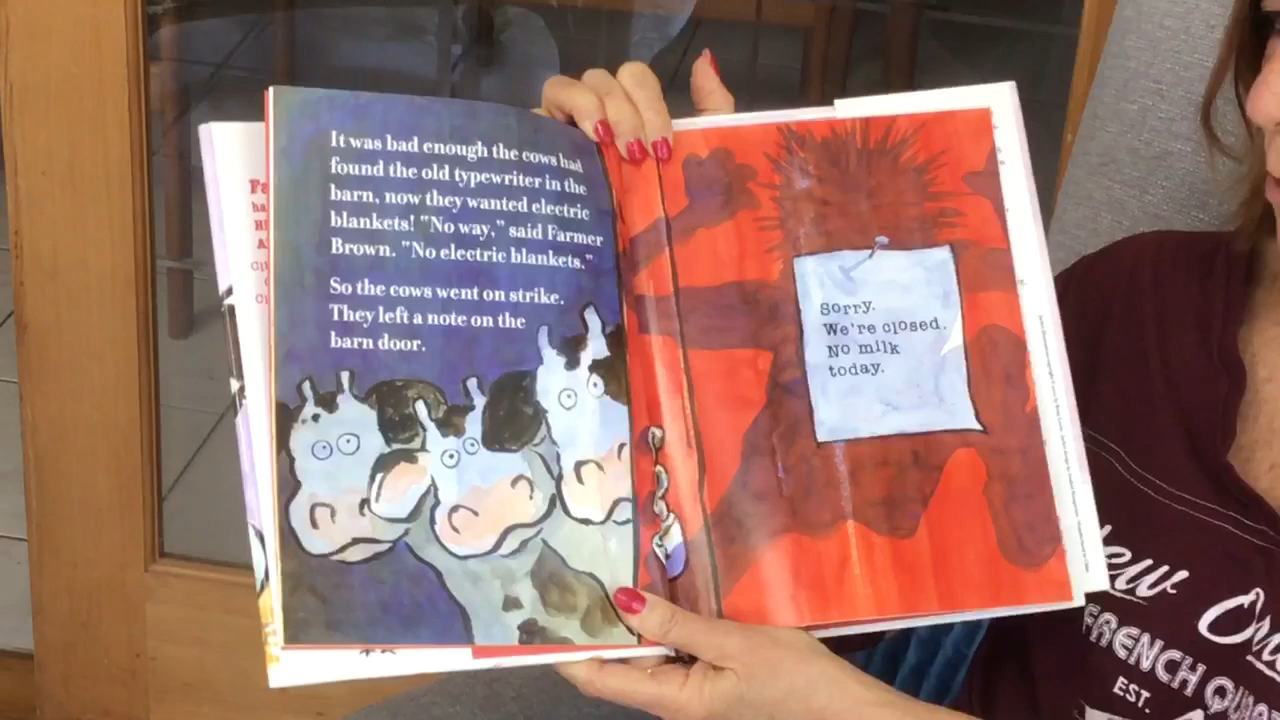 It was bad enough the cows had
found the old typewriter in the
barn, now they wanted electric
blankets! "No way," said Farmer
Brown. "No electric blankets."
So the cows went on strike.
They left a note on the
barn door.
Sorry.
We're closed.
No milk
today.
FRENCH
EST.